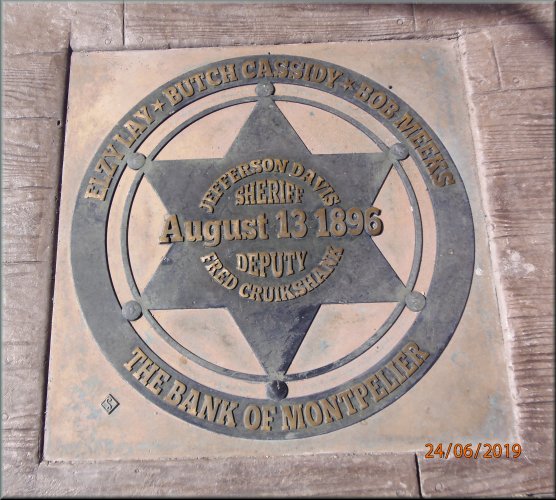 ELZY LAY ★ BUTCH CASSIDY ★ BOB MEEKS
JEFFERSON DAVIS
SHERIFF
August 13 1896
DEPUTY
FRED CRUIKSHANK
THE BANK OF MONTPELIER
24/06/2019